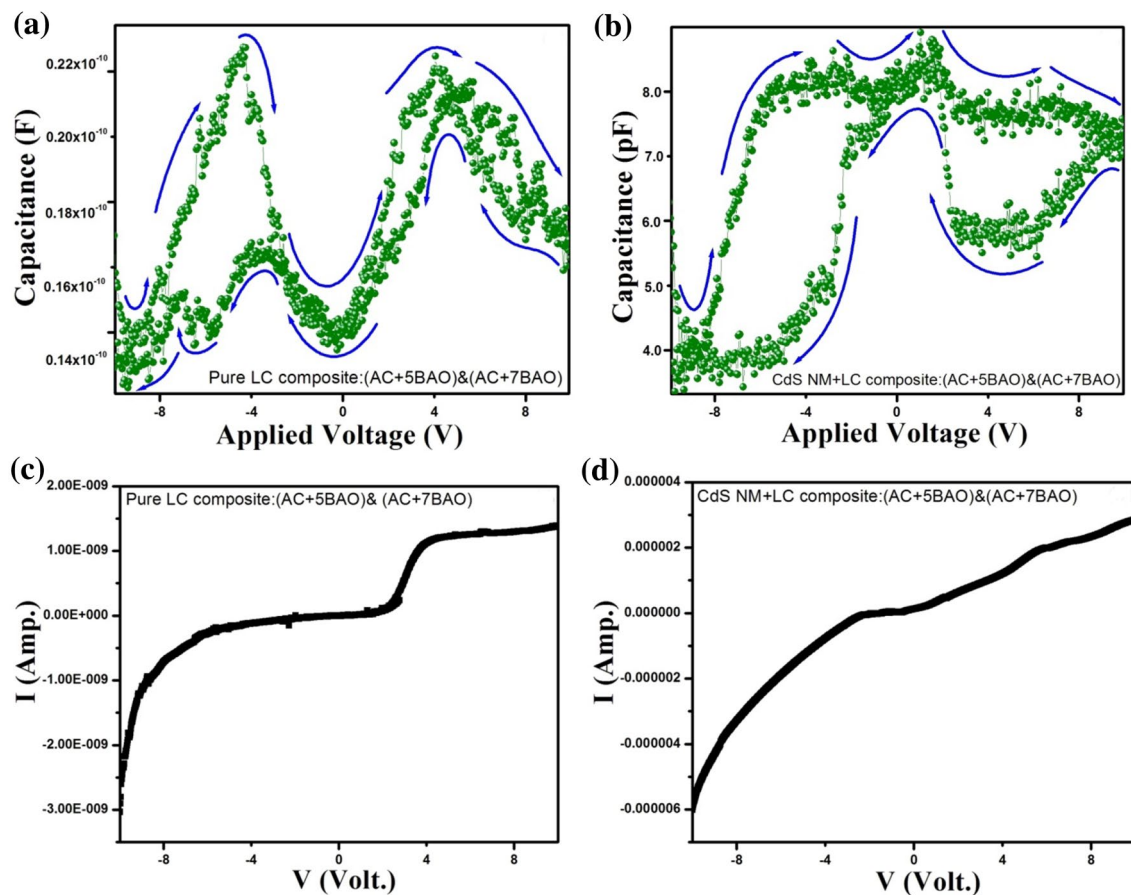 (a)
Capacitance (F)
0.22x10⁻¹⁰
0.20x10⁻¹⁰
0.18x10⁻¹⁰
0.16x10⁻¹⁰
0.14x10⁻¹⁰
Pure LC composite:(AC+5BAO)&(AC+7BAO)
-8 -4 0 4 8
Applied Voltage (V)
(b)
Capacitance (pF)
8.0
7.0
6.0
5.0
4.0
CdS NM+LC composite:(AC+5BAO)&(AC+7BAO)
-8 -4 0 4 8
Applied Voltage (V)
(c)
Pure LC composite:(AC+5BAO)& (AC+7BAO)
I (Amp.)
2.00E-009
1.00E-009
0.00E+000
-1.00E-009
-2.00E-009
-3.00E-009
-8 -4 0 4 8
V (Volt.)
(d)
CdS NM+LC composite:(AC+5BAO)&(AC+7BAO)
I (Amp.)
0.000004
0.000002
0.000000
-0.000002
-0.000004
-0.000006
-8 -4 0 4 8
V (Volt.)